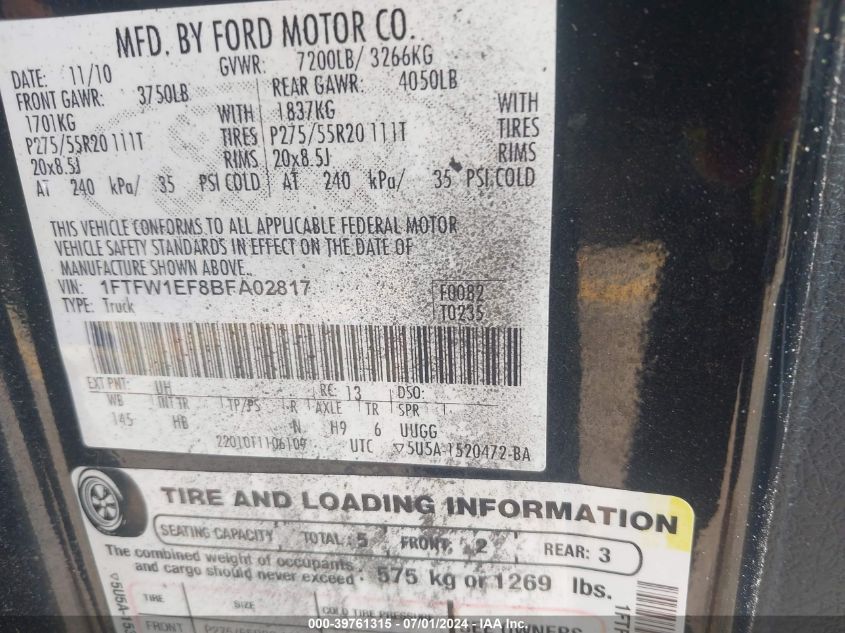 MFD. BY FORD MOTOR CO.
DATE: 11/10 GVWR: 7200LB/ 3266KG
FRONT GAWR: 3750LB REAR GAWR: 4050LB
1701KG WITH 1837KG WITH
P275/55R20 111T TIRES P275/55R20 111T TIRES
20x8.5J RIMS 20x8.5J RIMS
AT 240 kPa/ 35 PSI COLD AT 240 kPa/ 35 PSI COLD
THIS VEHICLE CONFORMS TO ALL APPLICABLE FEDERAL MOTOR
VEHICLE SAFETY STANDARDS IN EFFECT ON THE DATE OF
MANUFACTURE SHOWN ABOVE.
VIN: 1FTFW1EF8BFA02817 F0082
TYPE: Truck T0235
EXT PNT: UH RC: 13 DSO:
WB INT TR TP/PS R AXLE TR SPR
145 HB N H9 6 UUGG
22010T1106109 UTC ▽5U5A-1520472-BA
TIRE AND LOADING INFORMATION
SEATING CAPACITY TOTAL: 5 FRONT: 2 REAR: 3
The combined weight of occupants
and cargo should never exceed: 575 kg or 1269 lbs.
TIRE SIZE COLD TIRE PRESSURE SEE OWNERS
FRONT
000-39761315 - 07/01/2024 - IAA Inc.